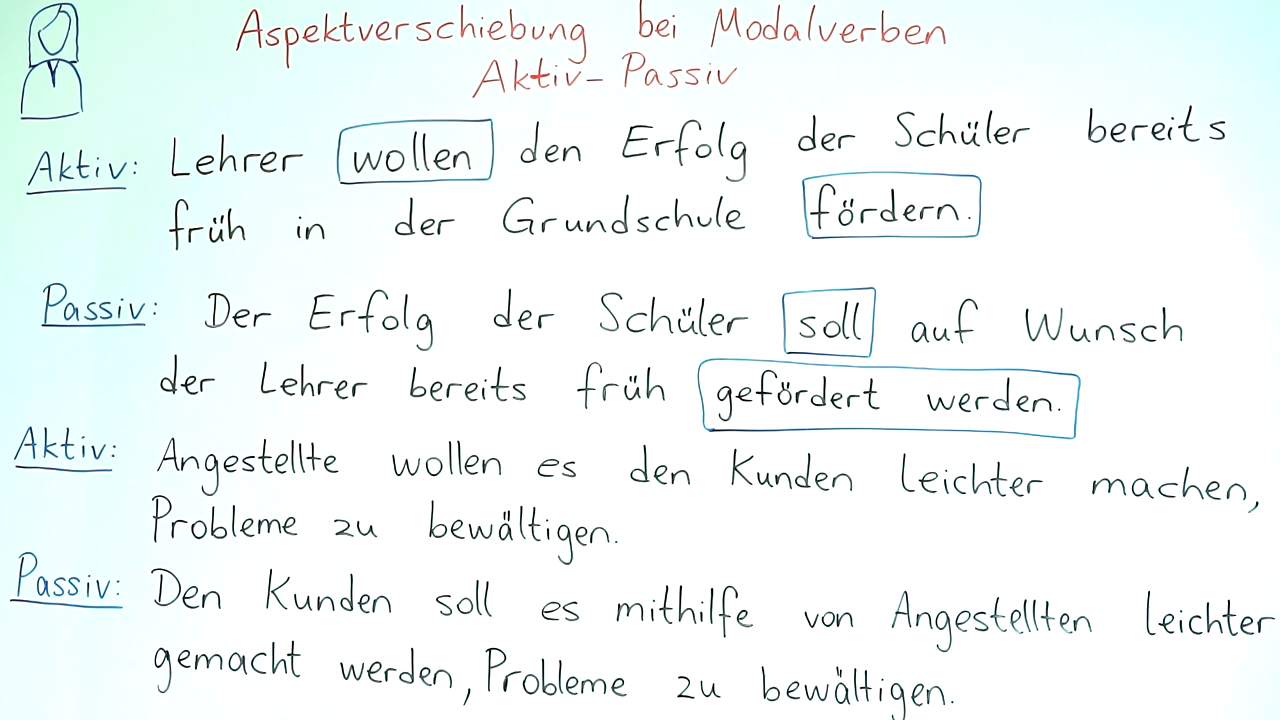 Aspektverschiebung bei Modalverben
Aktiv-Passiv
Aktiv: Lehrer wollen den Erfolg der Schüler bereits
früh in der Grundschule fördern.
Passiv: Der Erfolg der Schüler soll auf Wunsch
der Lehrer bereits früh gefördert werden.
Aktiv: Angestellte wollen es den Kunden leichter machen,
Probleme zu bewältigen.
Passiv: Den Kunden soll es mithilfe von Angestellten leichter
gemacht werden, Probleme zu bewältigen.